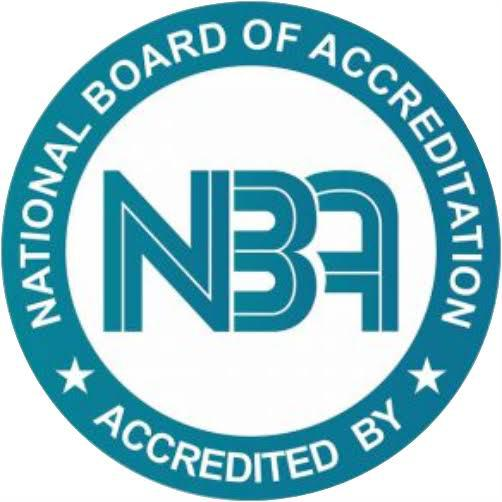 NATIONAL BOARD OF ACCREDITATION
NBA
ACCREDITED BY